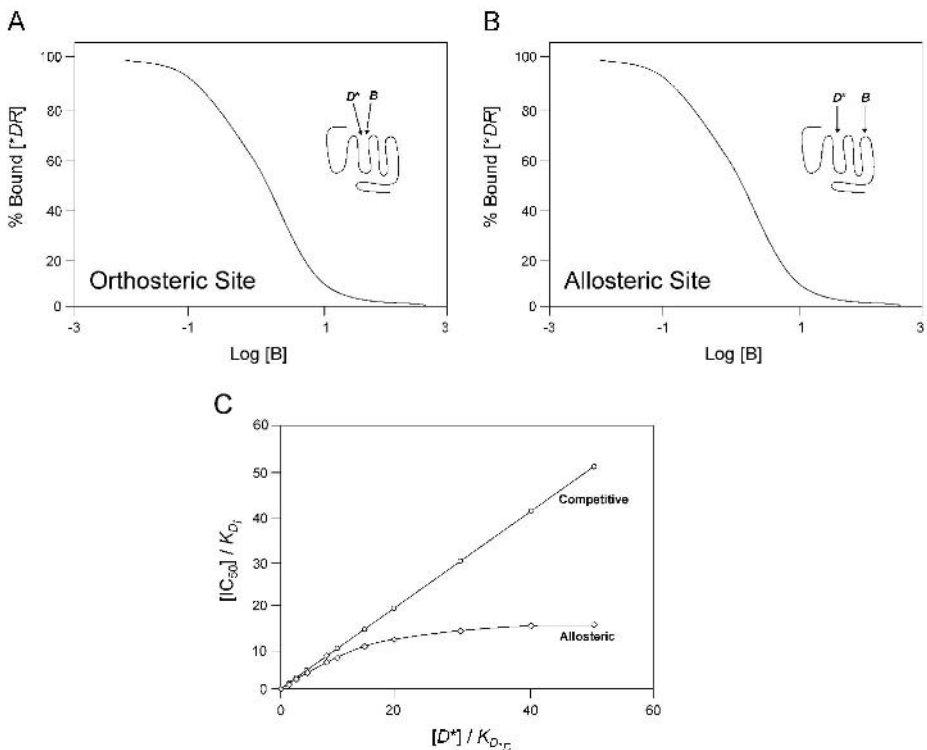 A
% Bound [*DR]
100
80
60
40
20
0
D* B
Orthosteric Site
-3 -1 1 3
Log [B]
B
% Bound [*DR]
100
80
60
40
20
0
D* B
Allosteric Site
-3 -1 1 3
Log [B]
C
[IC50] / KDi
60
50
40
30
20
10
0
Competitive
Allosteric
0 20 40 60
[D*] / KD*D